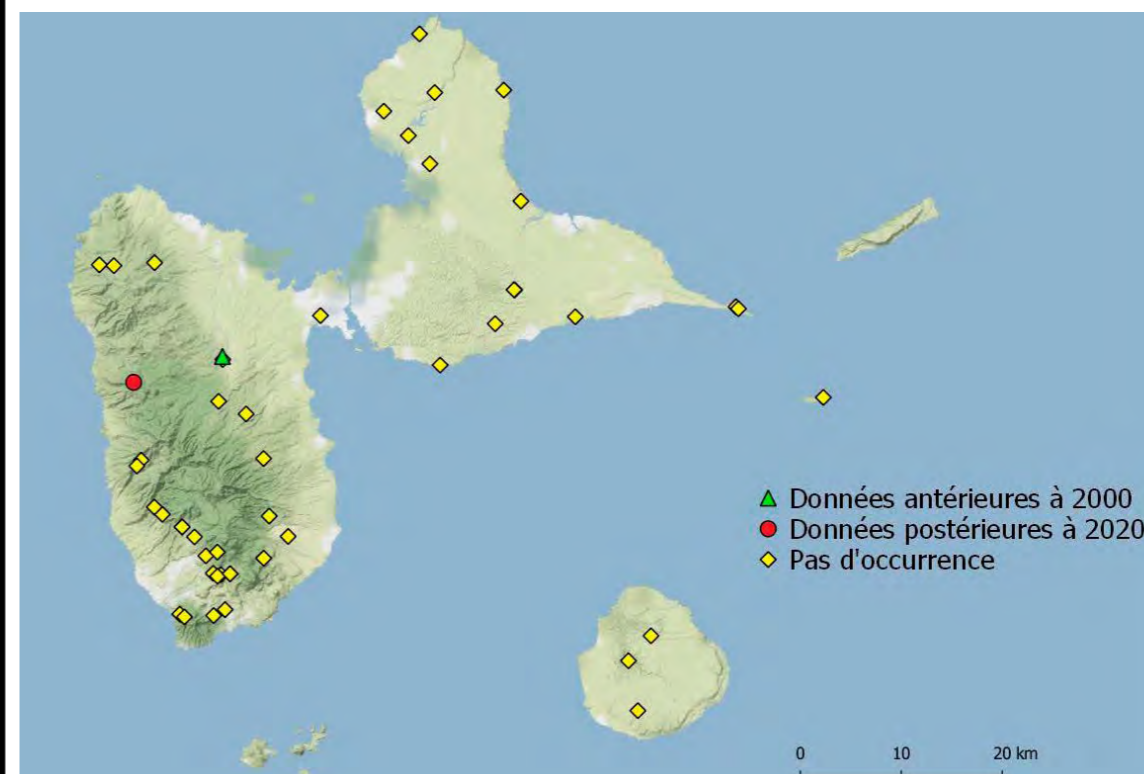 Données antérieures à 2000
Données postérieures à 2020
Pas d'occurrence
0 10 20 km